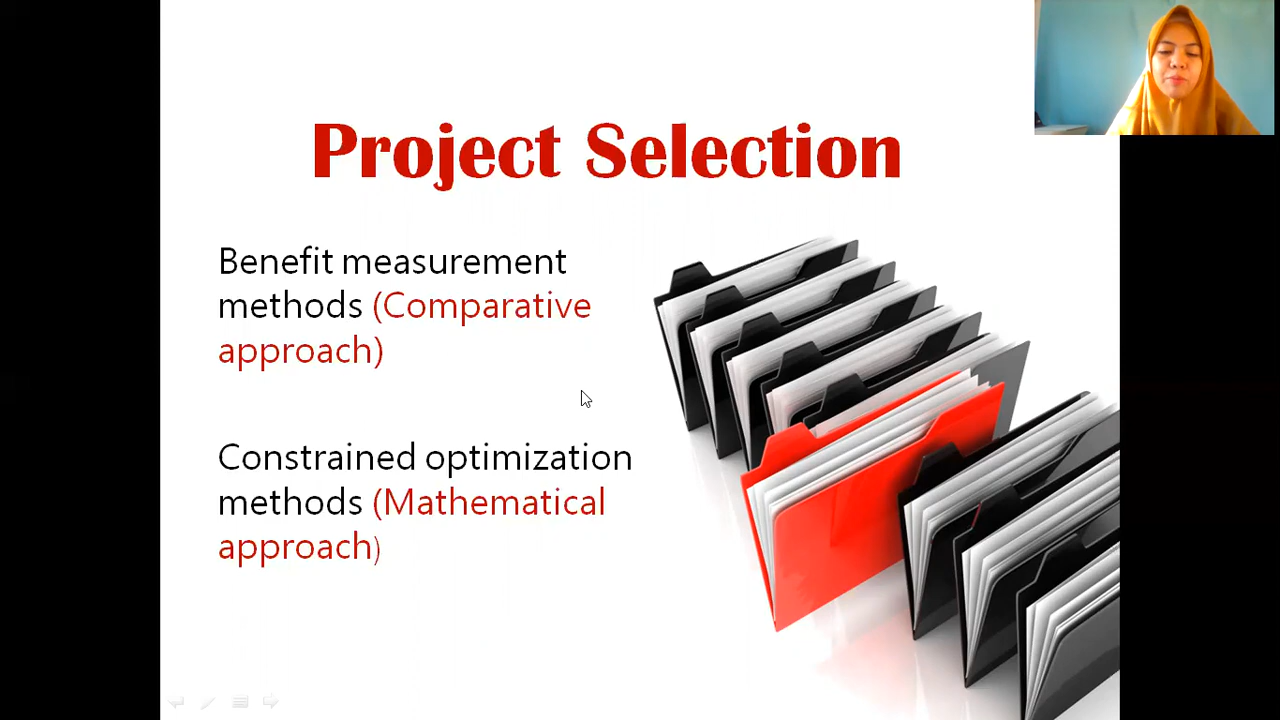 Project Selection
Benefit measurement
methods (Comparative
approach)
Constrained optimization
methods (Mathematical
approach)